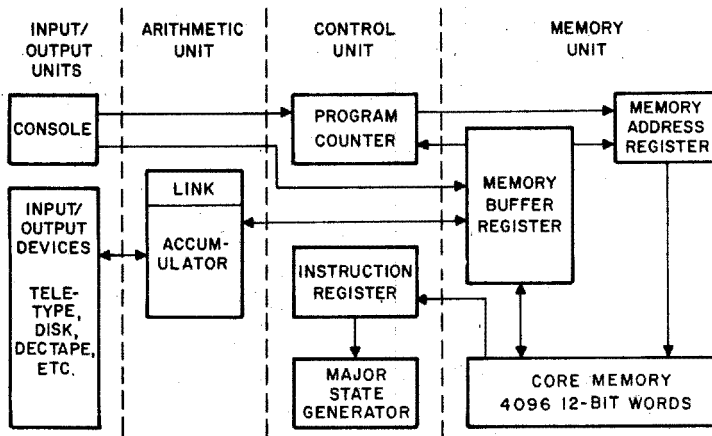 INPUT/
OUTPUT
UNITS
ARITHMETIC
UNIT
CONTROL
UNIT
MEMORY
UNIT
CONSOLE
PROGRAM
COUNTER
MEMORY
ADDRESS
REGISTER
INPUT/
OUTPUT
DEVICES
TELE-
TYPE,
DISK,
DECTAPE,
ETC.
LINK
ACCUM-
ULATOR
MEMORY
BUFFER
REGISTER
INSTRUCTION
REGISTER
MAJOR
STATE
GENERATOR
CORE MEMORY
4096 12-BIT WORDS